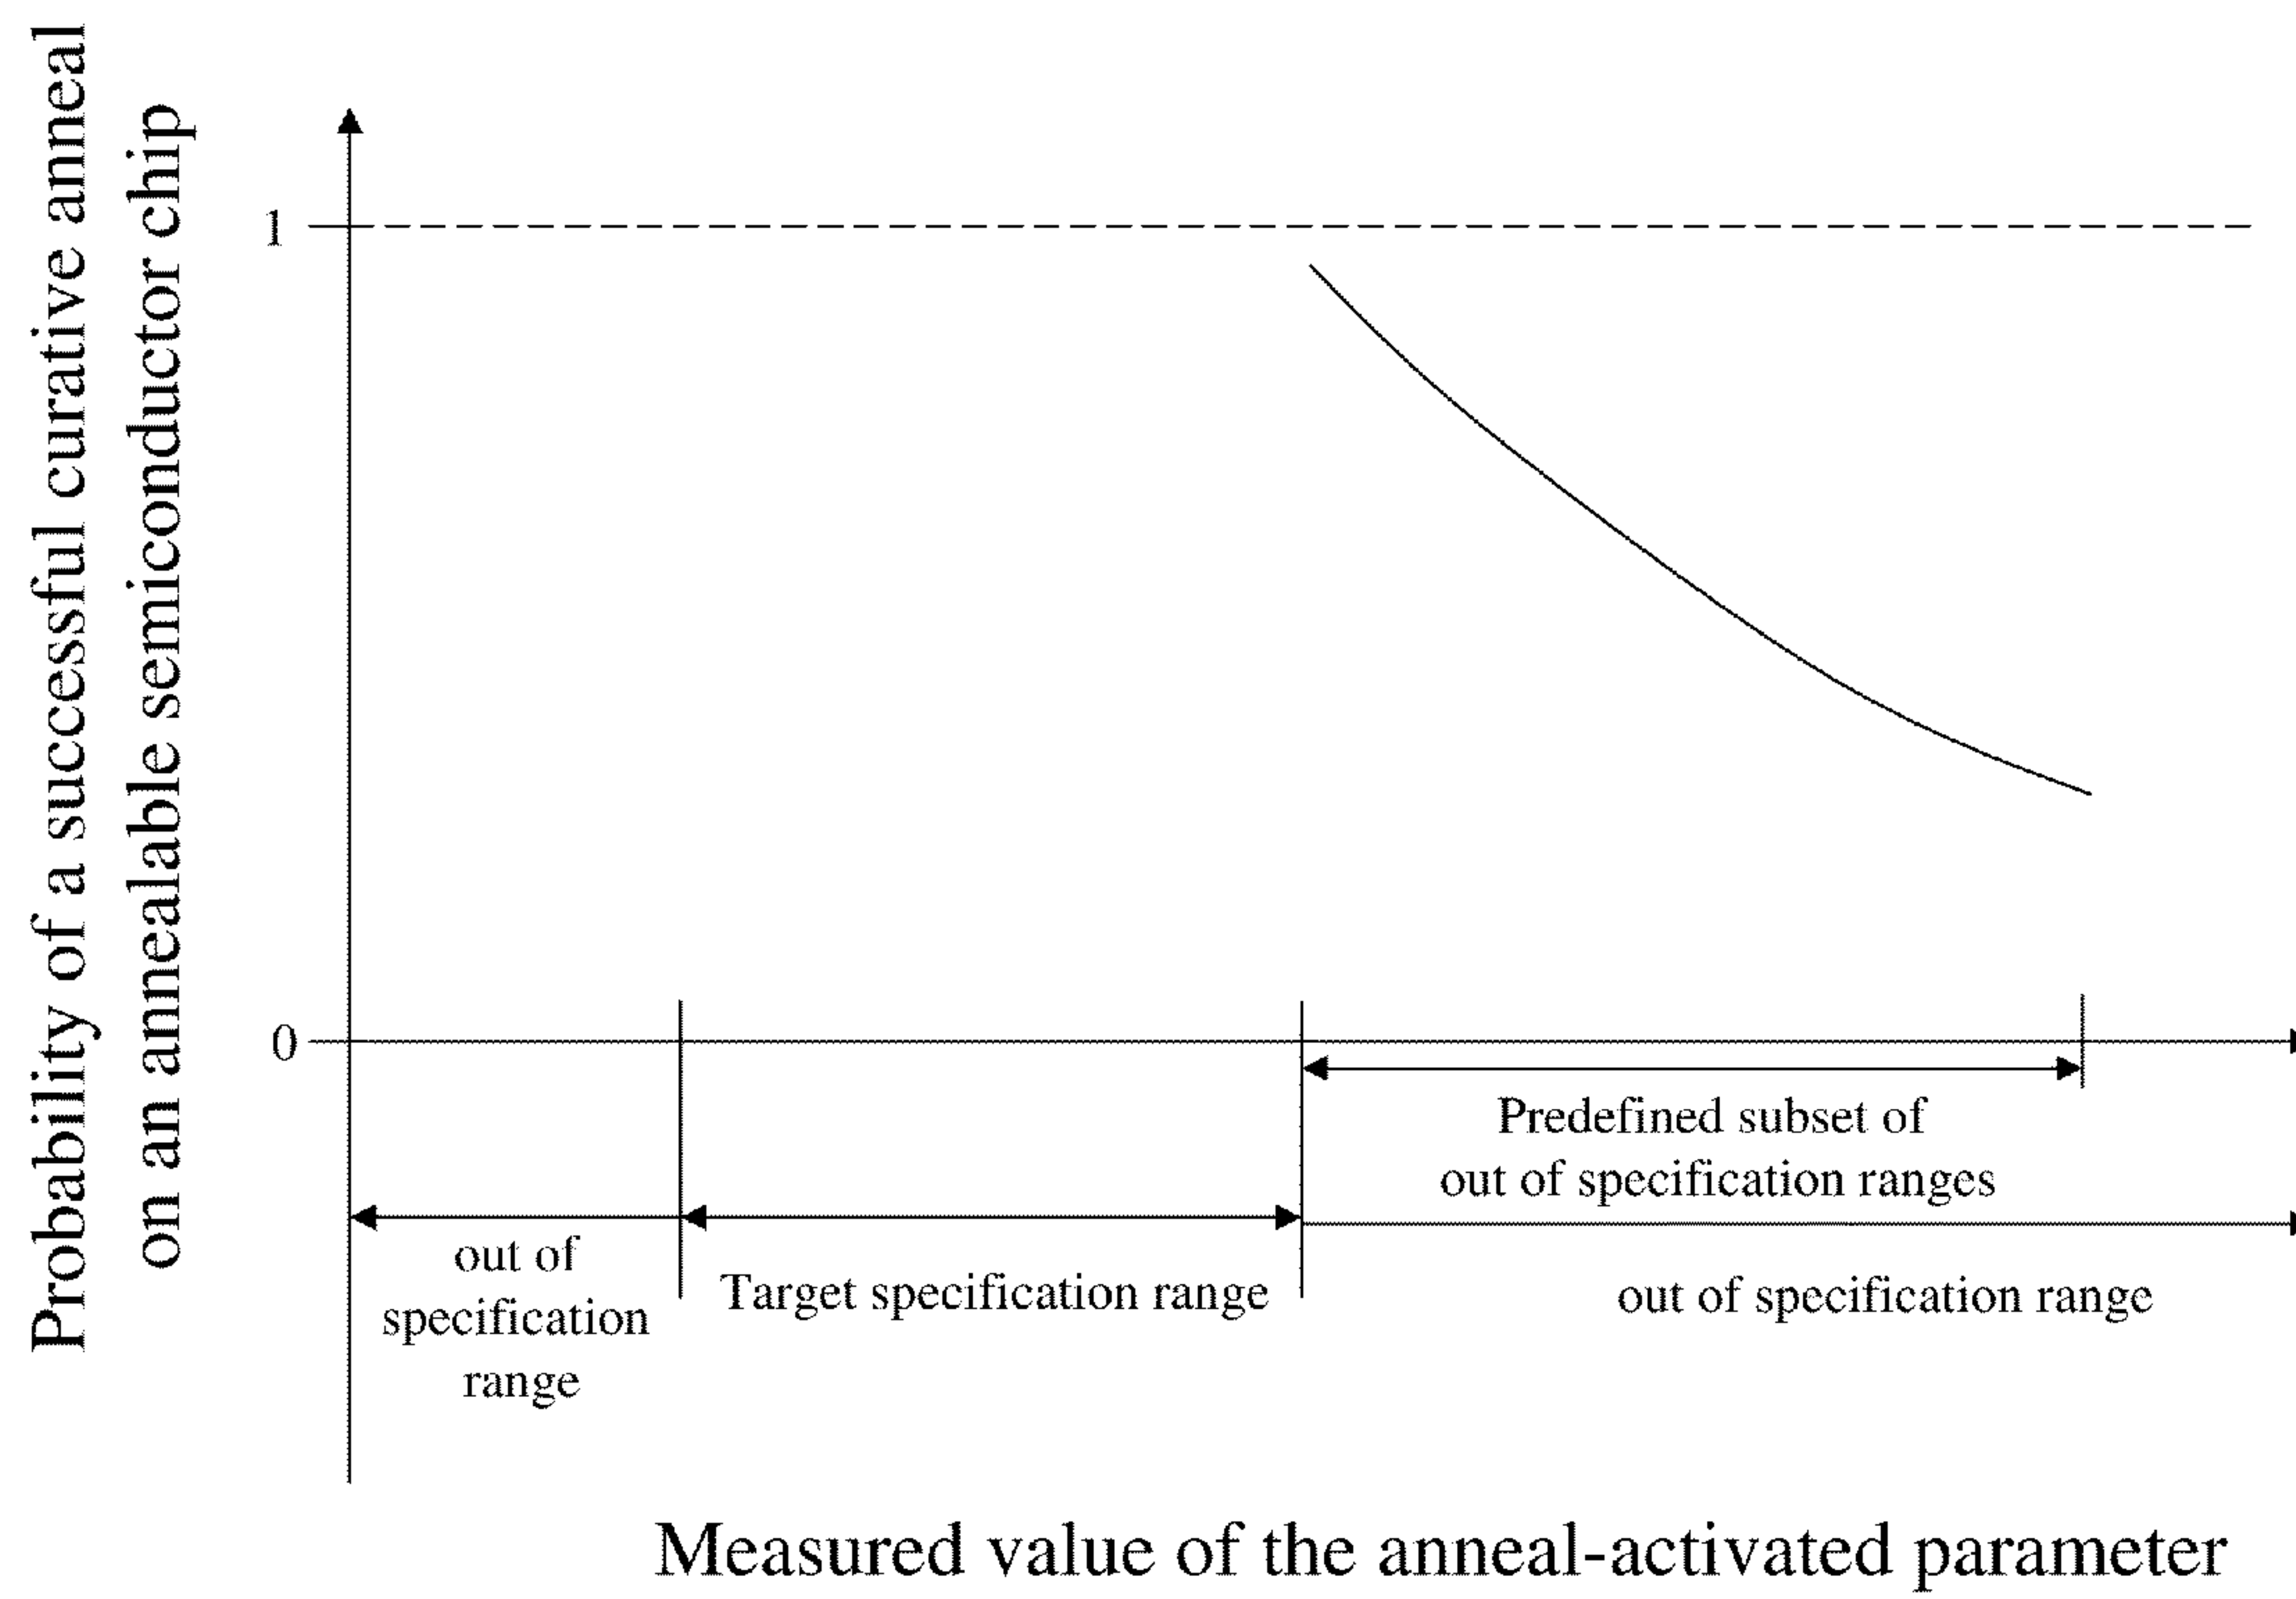 Probability of a successful curative anneal
on an annealable semiconductor chip
1
0
Predefined subset of
out of specification ranges
out of
specification
range
Target specification range
out of specification range
Measured value of the anneal-activated parameter